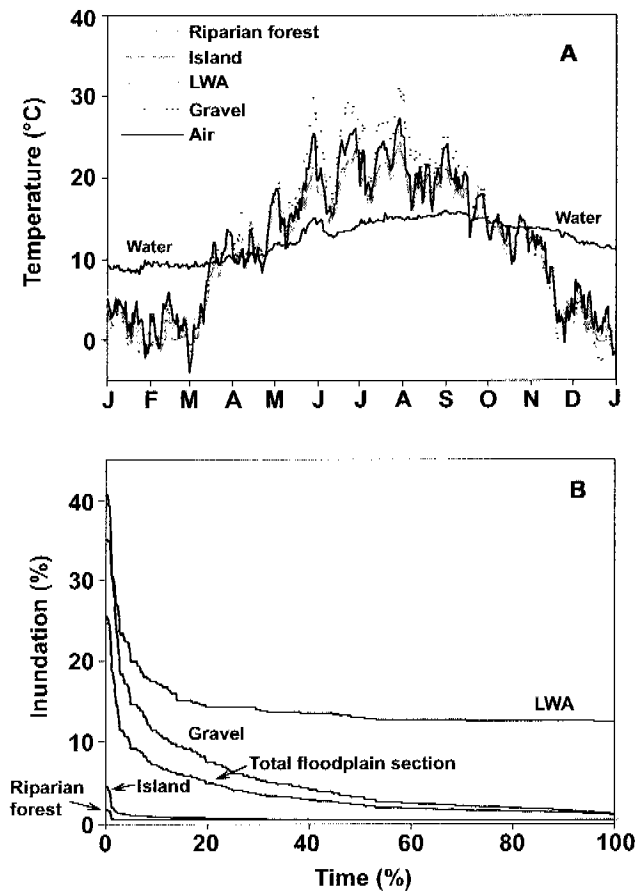 40
30
20
10
0
Temperature (°C)
Riparian forest
Island
LWA
Gravel
Air
A
Water
Water
J F M A M J J A S O N D J
B
40
30
20
10
0
Inundation (%)
LWA
Gravel
Total floodplain section
Island
Riparian
forest
0 20 40 60 80 100
Time (%)